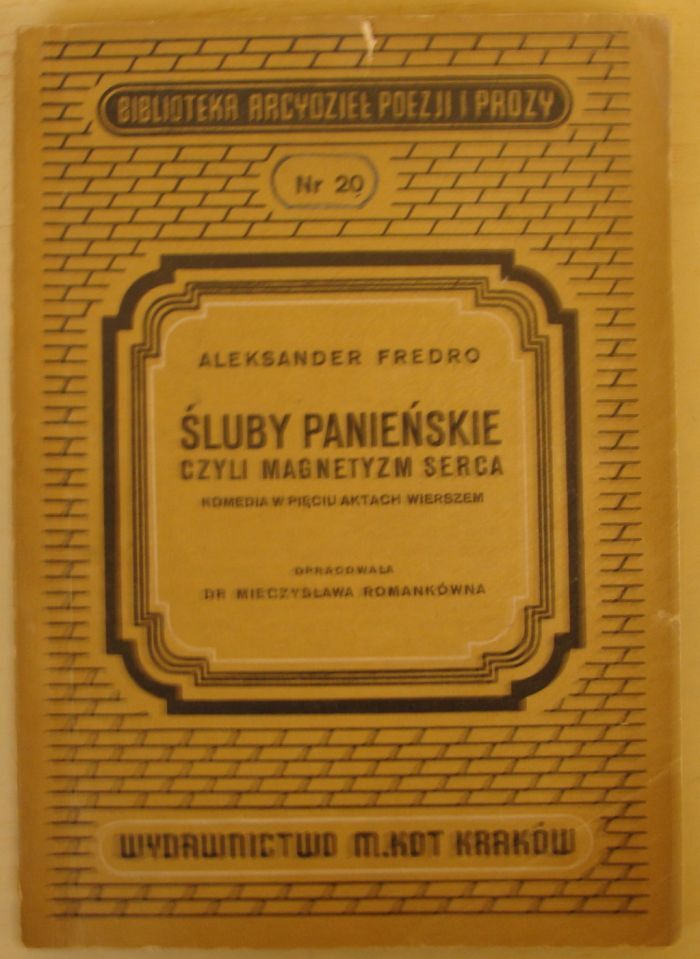 BIBLIOTEKA ARCYDZIEŁ POEZJI I PROZY
Nr 20
ALEKSANDER FREDRO
ŚLUBY PANIEŃSKIE
CZYLI MAGNETYZM SERCA
KOMEDIA W PIĘCIU AKTACH WIERSZEM
OPRACOWAŁA
DR MIECZYSŁAWA ROMANKÓWNA
WYDAWNICTWO M.KOT KRAKÓW